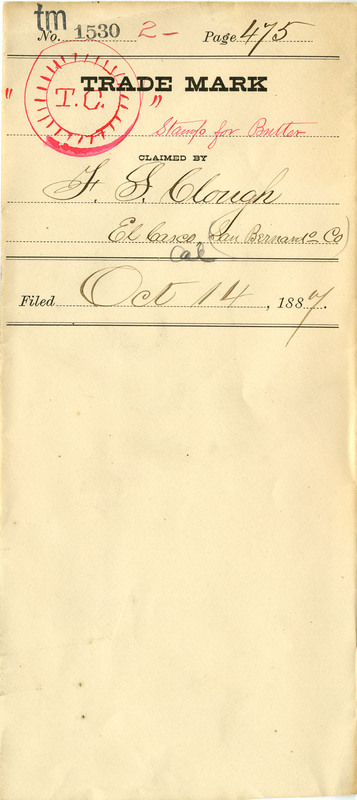 tm
No. 1530 2- Page 475
TRADE MARK
" T.C. "
Stamp for Butter
CLAIMED BY
F. S. Clough
El Casco, (San Bernard.o Co)
Cal
Filed Oct 14, 1887.